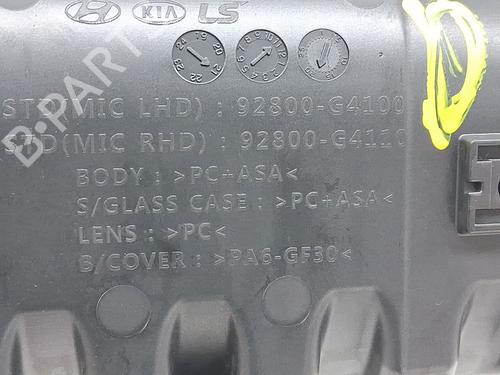 HYUNDAI KIA LS
STD(MIC LHD) : 92800-G4100
STD(MIC RHD) : 92800-G4110
BODY : >PC+ASA<
S/GLASS CASE : >PC+ASA<
LENS : >PC<
B/COVER : >PA6-GF30<
B-PARTS